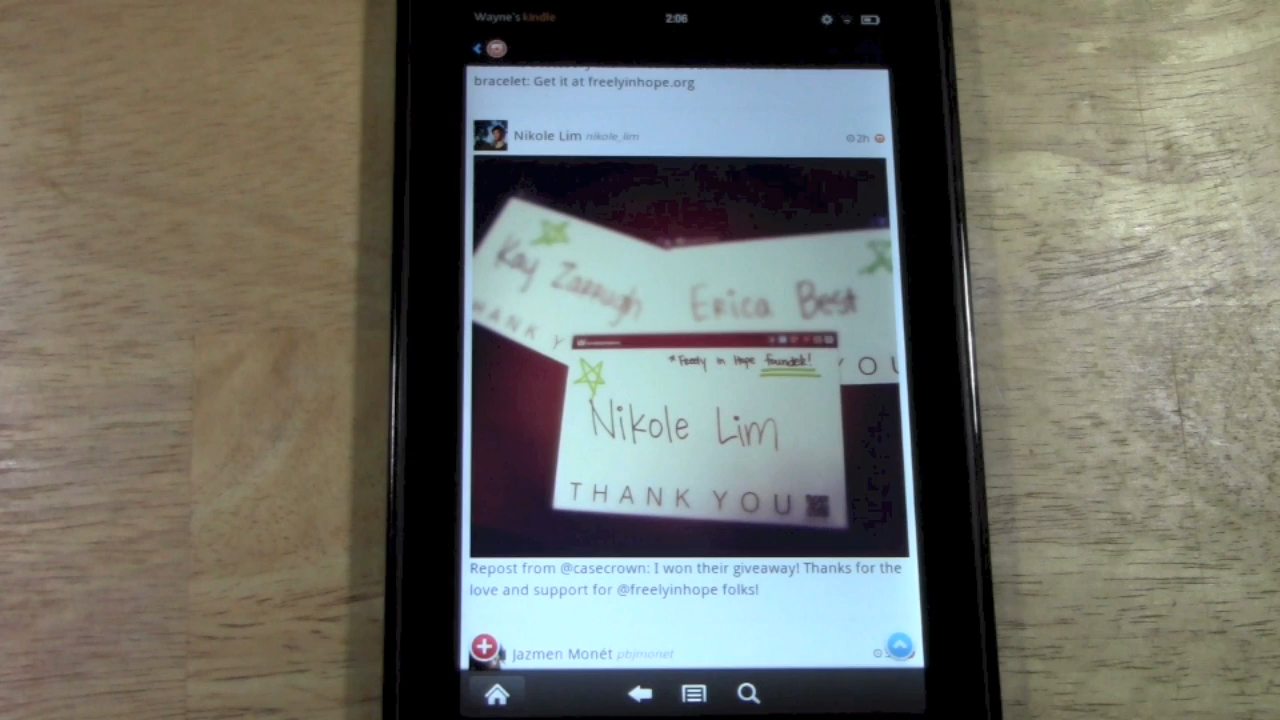 Wayne's kindle 2:06
bracelet: Get it at freelyinhope.org
Nikole Lim nikole_lim 2h
Kay Zarrugh
HANK Y
Erica Best
YOU
*Freely in Hope founder!
Nikole Lim
THANK YOU
Repost from @casecrown: I won their giveaway! Thanks for the
love and support for @freelyinhope folks!
Jazmen Monét pbjmonet